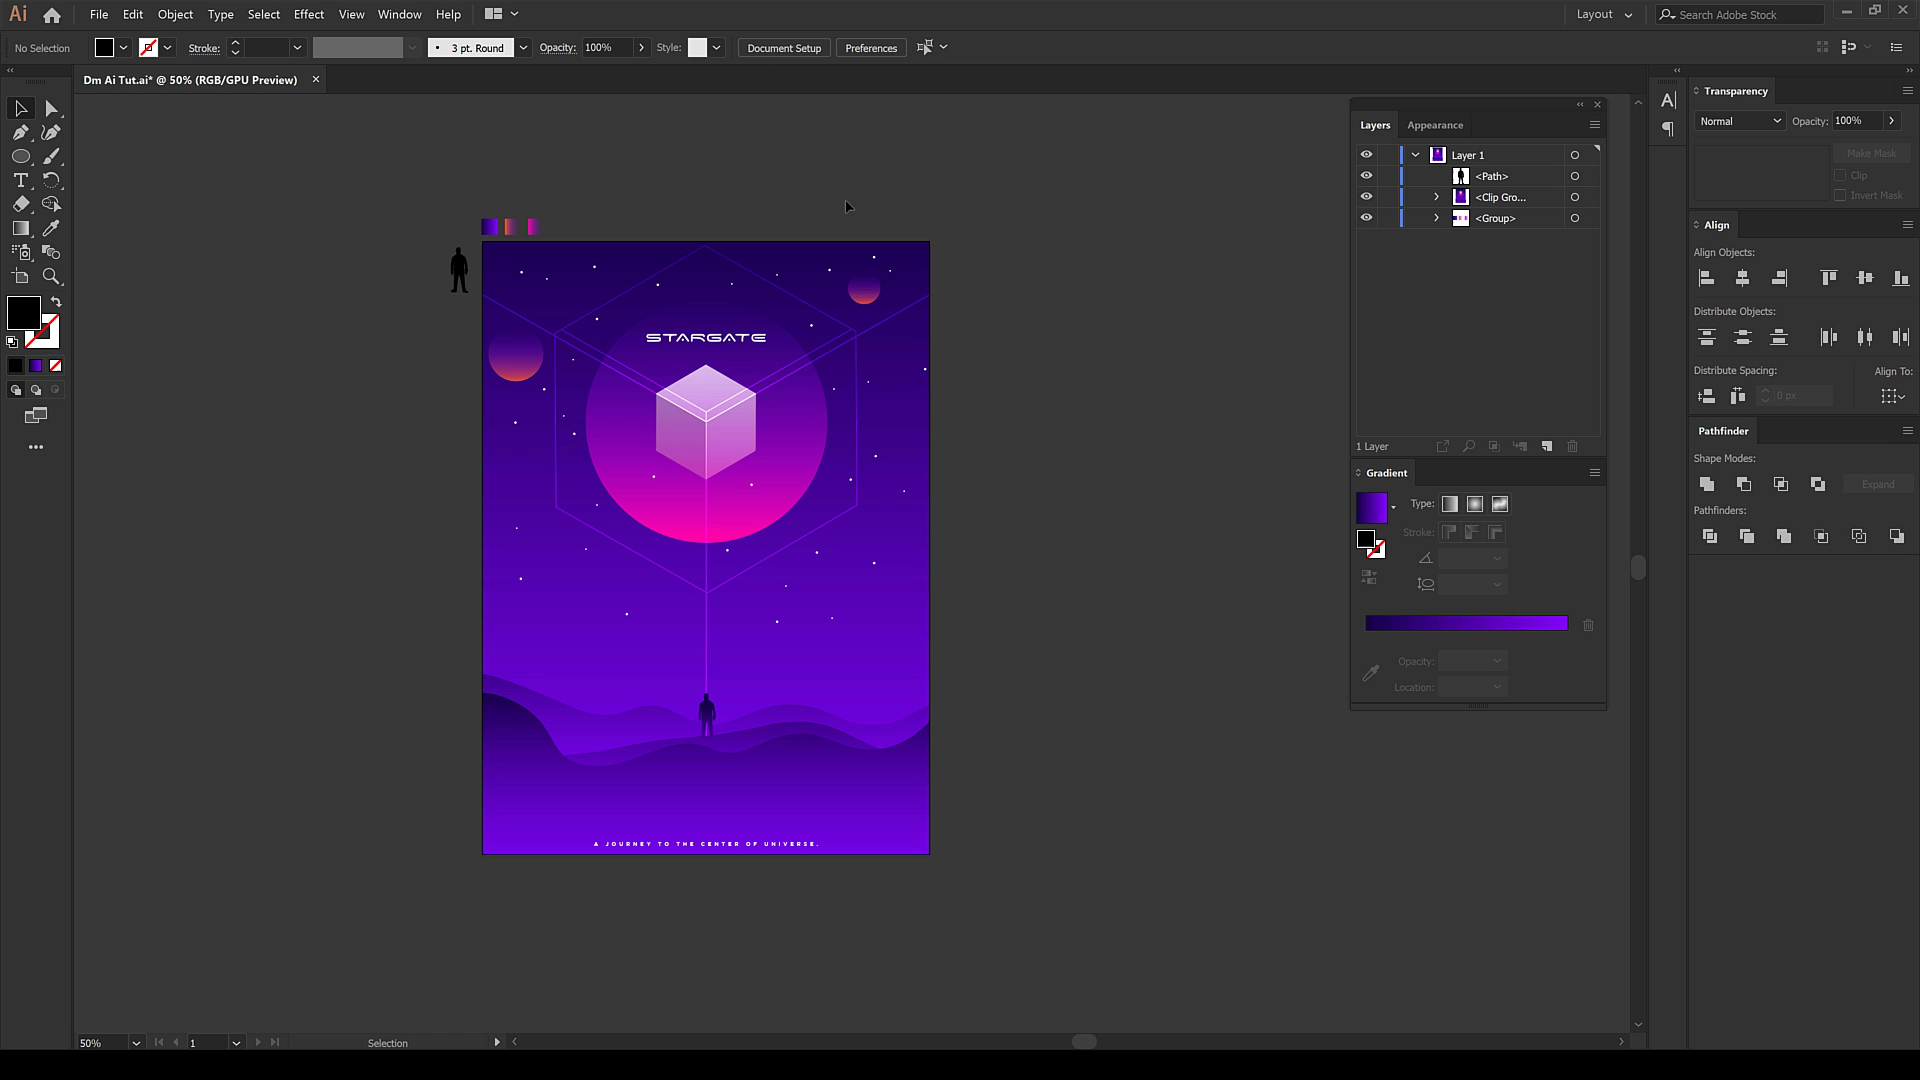 Ai
File Edit Object Type Select Effect View Window Help
Layout
Search Adobe Stock
No Selection
Stroke:
3 pt. Round
Opacity: 100%
Style:
Document Setup
Preferences
Dm Ai Tut.ai* @ 50% (RGB/GPU Preview)
STARGATE
A JOURNEY TO THE CENTER OF UNIVERSE.
Layers Appearance
Layer 1
<Path>
<Clip Gro...
<Group>
1 Layer
Gradient
Type:
Stroke:
Opacity:
Location:
Transparency
Normal
Opacity: 100%
Make Mask
Clip
Invert Mask
Align
Align Objects:
Distribute Objects:
Distribute Spacing:
Align To:
0 px
Pathfinder
Shape Modes:
Expand
Pathfinders:
50%
1
Selection